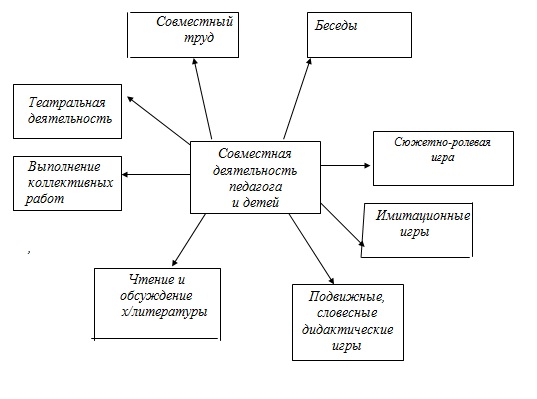 Совместный
труд
Беседы
Театральная
деятельность
Сюжетно-ролевая
игра
Совместная
деятельность
педагога
и детей
Выполнение
коллективных
работ
Имитационные
игры
,
Чтение и
обсуждение
х/литературы
Подвижные,
словесные
дидактические
игры